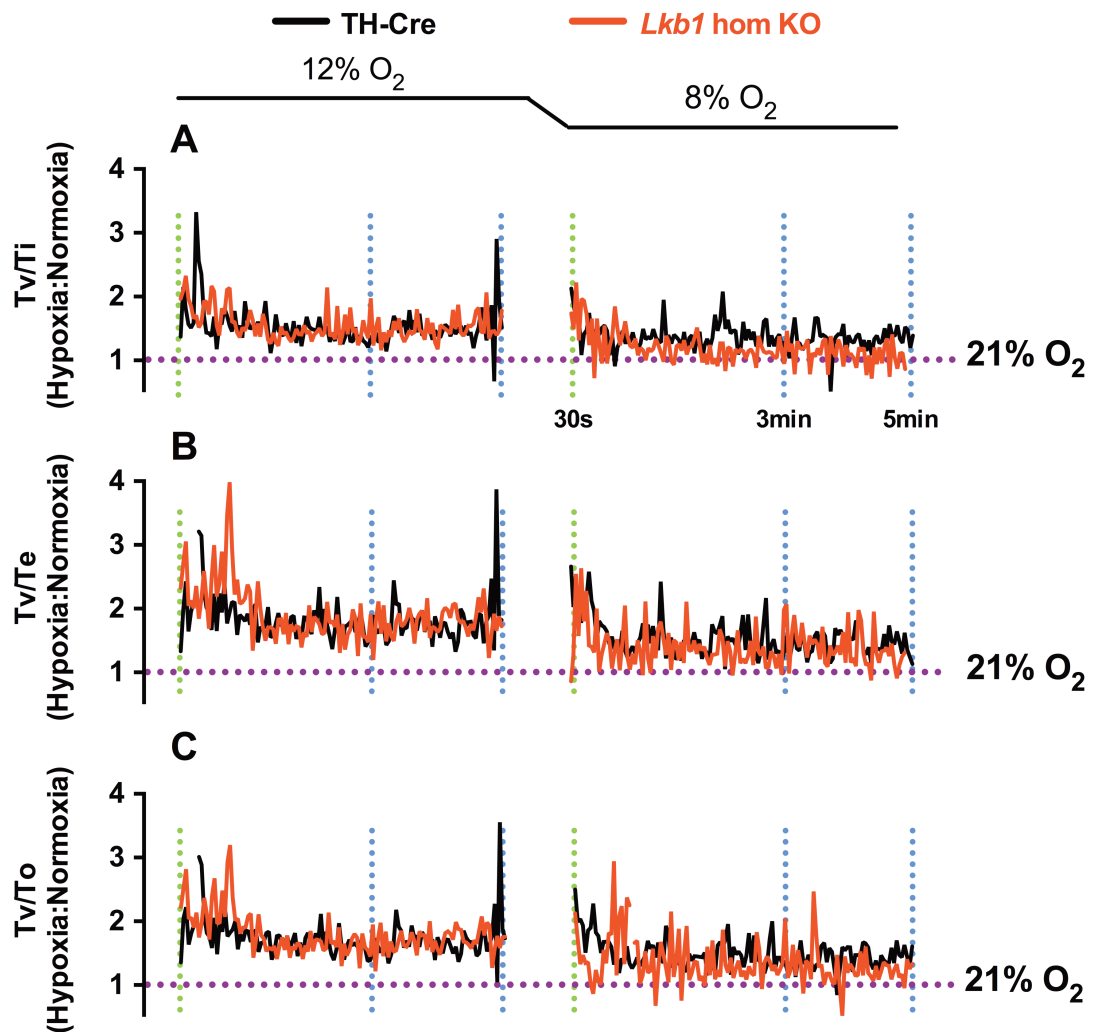 TH-Cre
Lkb1 hom KO
12% O2
8% O2
A
Tv/Ti
(Hypoxia:Normoxia)
4
3
2
1
21% O2
30s
3min
5min
B
Tv/Te
(Hypoxia:Normoxia)
4
3
2
1
21% O2
C
Tv/To
(Hypoxia:Normoxia)
4
3
2
1
21% O2